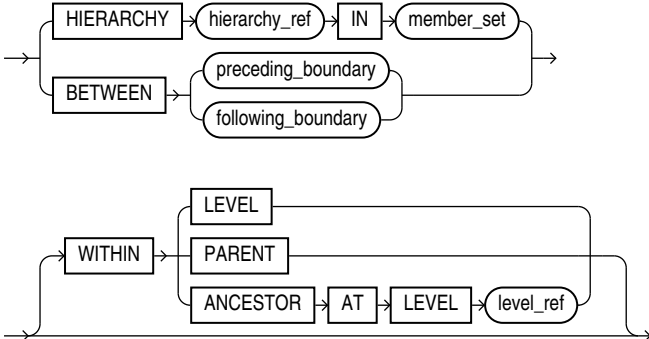 HIERARCHY hierarchy_ref IN member_set
preceding_boundary
BETWEEN
following_boundary
LEVEL
WITHIN PARENT
ANCESTOR AT LEVEL level_ref